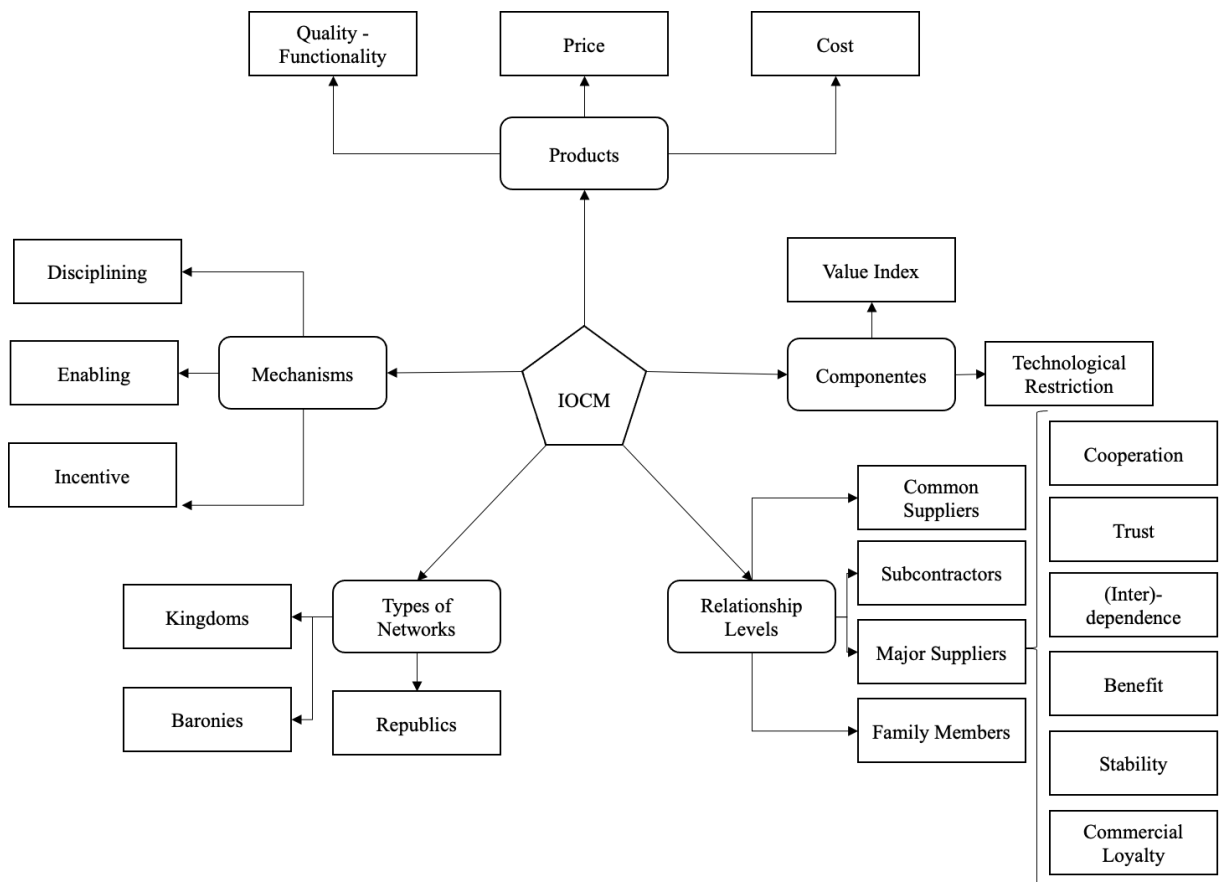 Quality -
Functionality
Price
Cost
Products
Disciplining
Value Index
Enabling
Mechanisms
IOCM
Componentes
Technological
Restriction
Incentive
Common
Suppliers
Cooperation
Trust
Kingdoms
Types of
Networks
Relationship
Levels
Subcontractors
(Inter)-
dependence
Major Suppliers
Benefit
Baronies
Republics
Family Members
Stability
Commercial
Loyalty